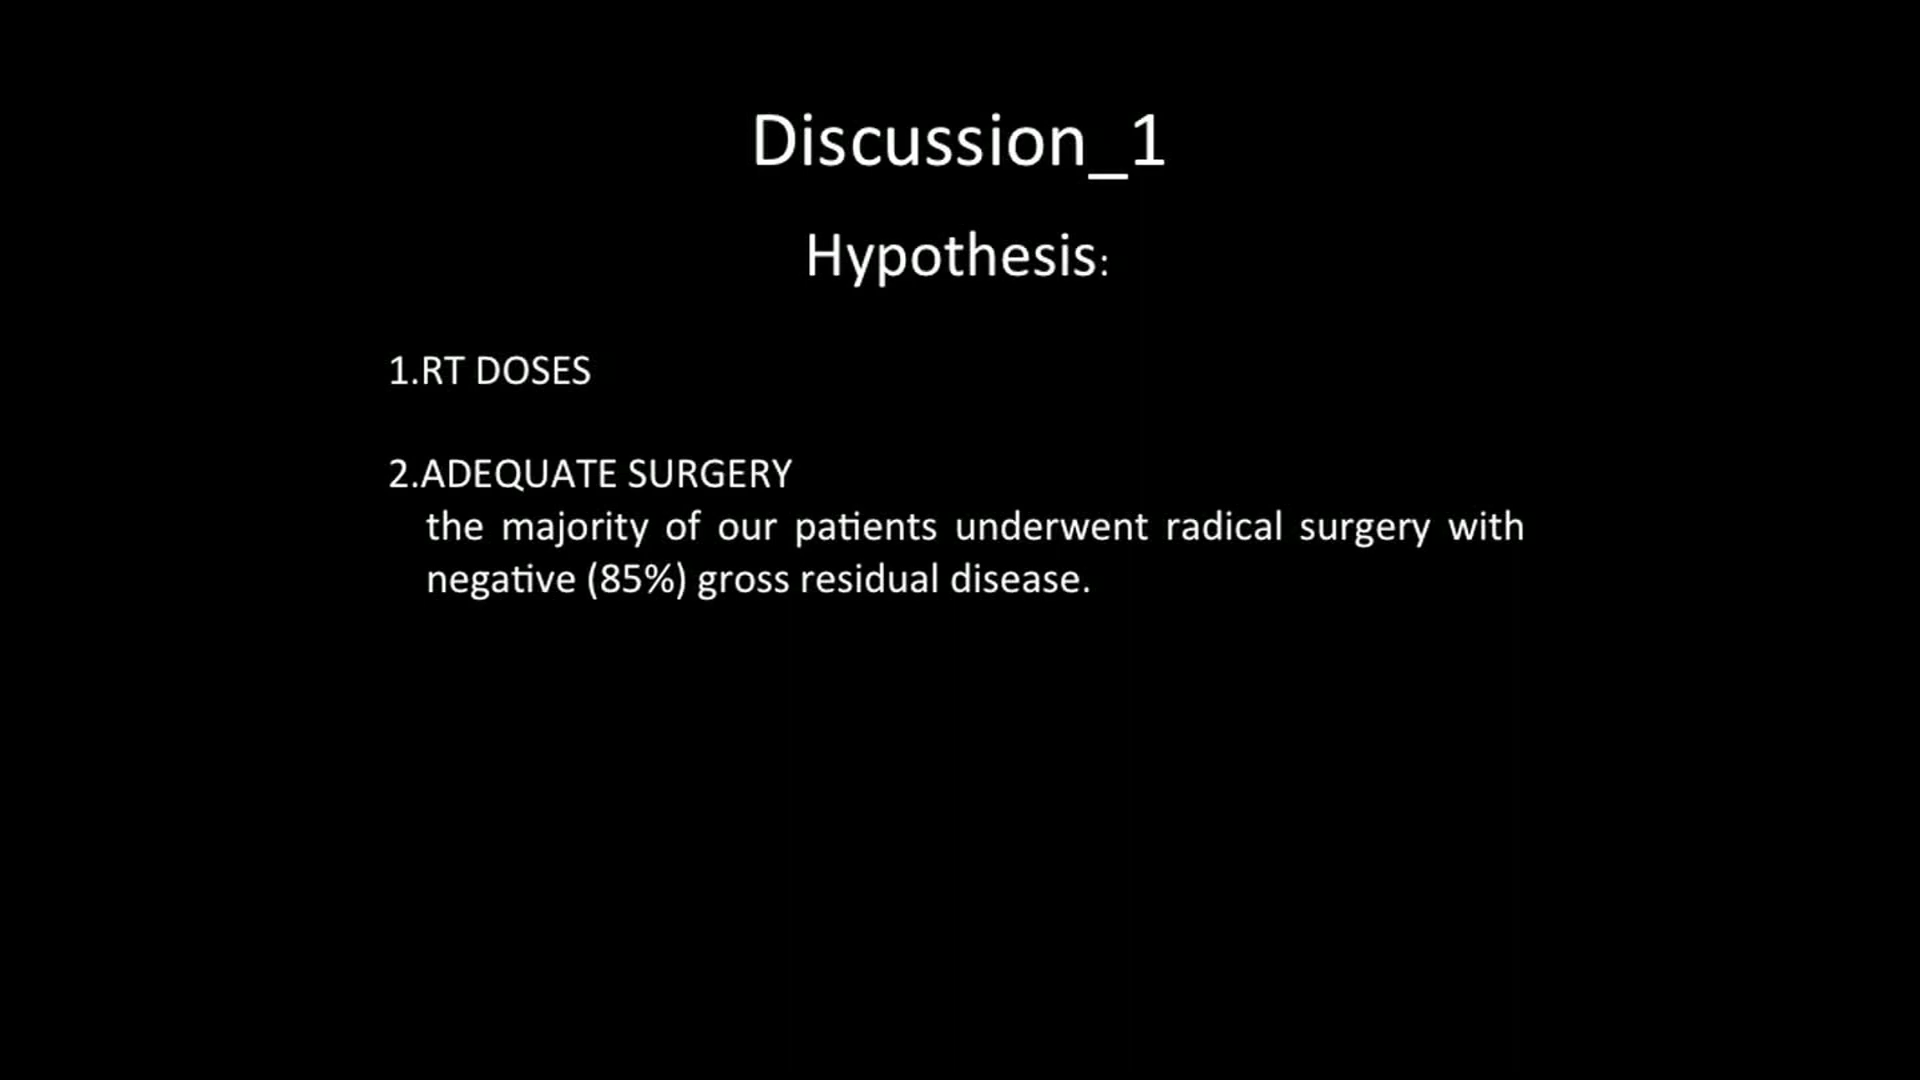 Discussion_1
Hypothesis:
1.RT DOSES
2.ADEQUATE SURGERY
the majority of our patients underwent radical surgery with
negative (85%) gross residual disease.